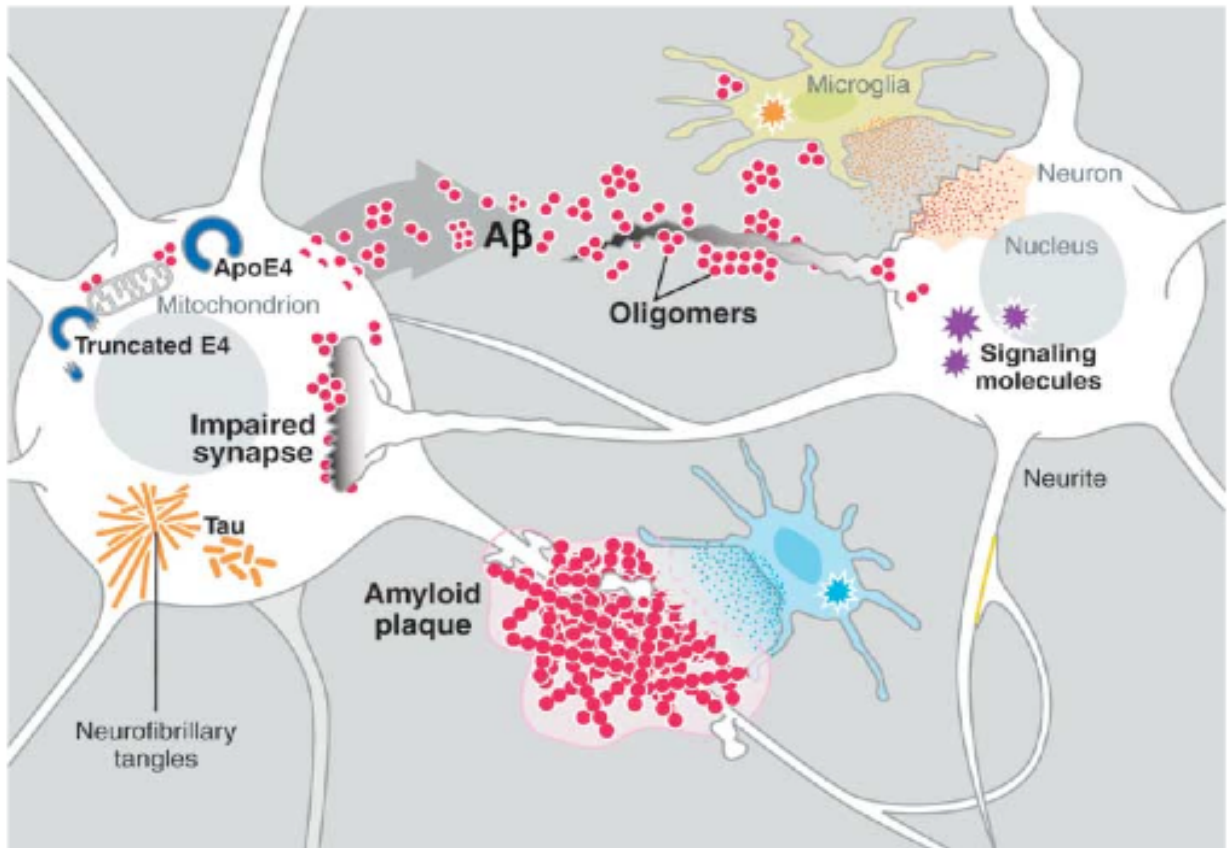 Microglia
Neuron
Nucleus
Aβ
ApoE4
Mitochondrion
Oligomers
Truncated E4
Signaling
molecules
Impaired
synapse
Neurite
Tau
Amyloid
plaque
Neurofibrillary
tangles